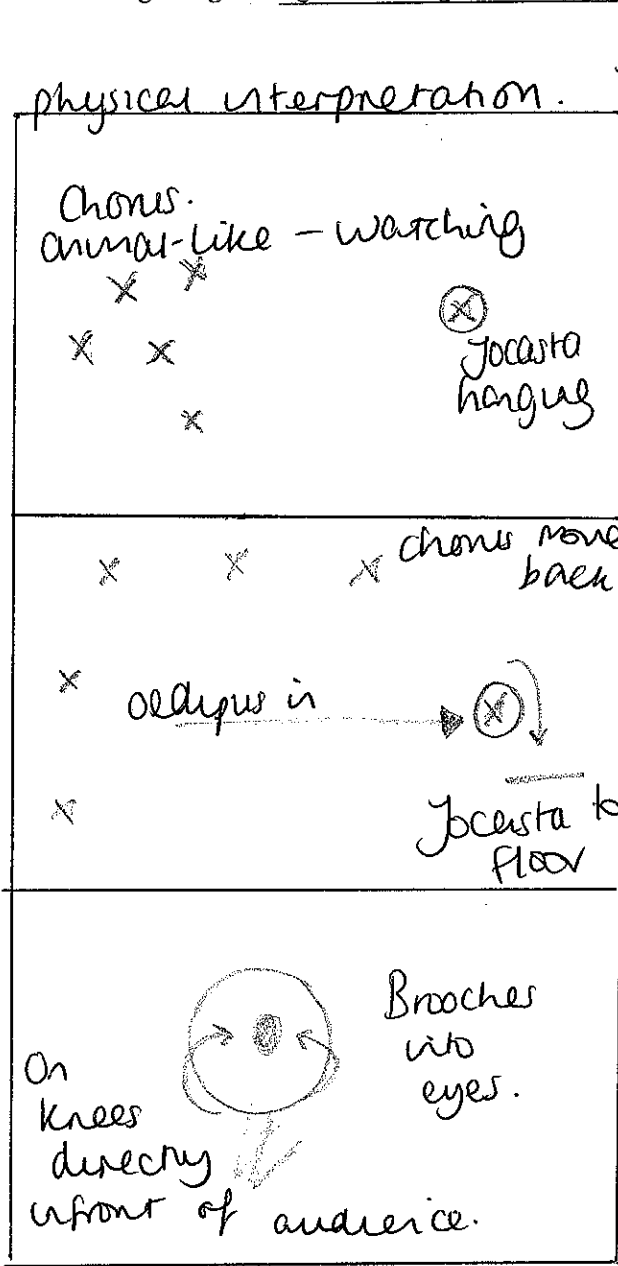 physical interpretation.
Chorus.
animal-like - watching
Jocasta
hanging
chorus move
back
Oedipus in
Jocasta to
floor
Brooches
into
eyes.
On
knees
directly
infront of audience.